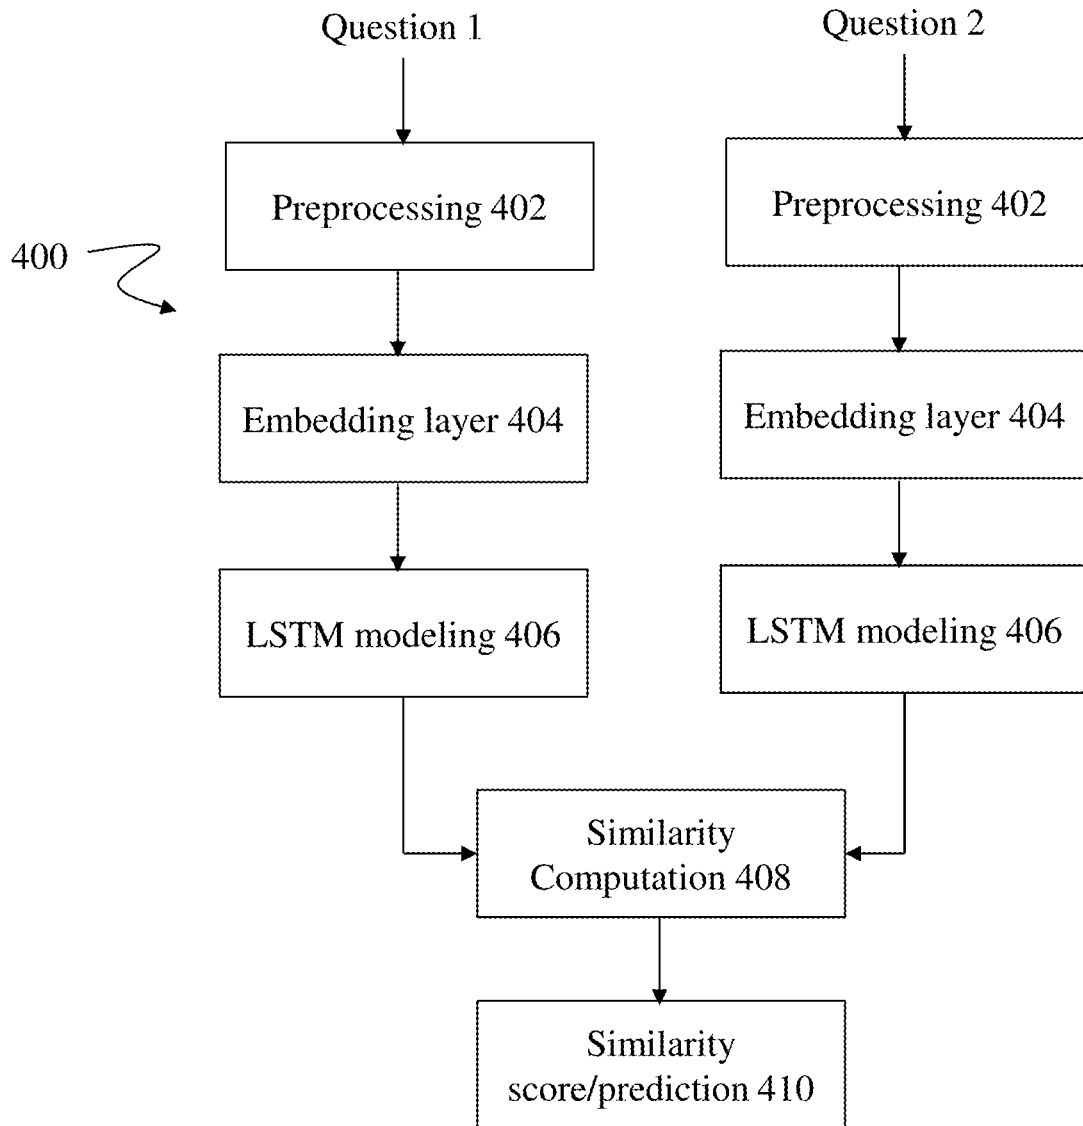 Question 1
Question 2
Preprocessing 402
Preprocessing 402
400
Embedding layer 404
Embedding layer 404
LSTM modeling 406
LSTM modeling 406
Similarity
Computation 408
Similarity
score/prediction 410